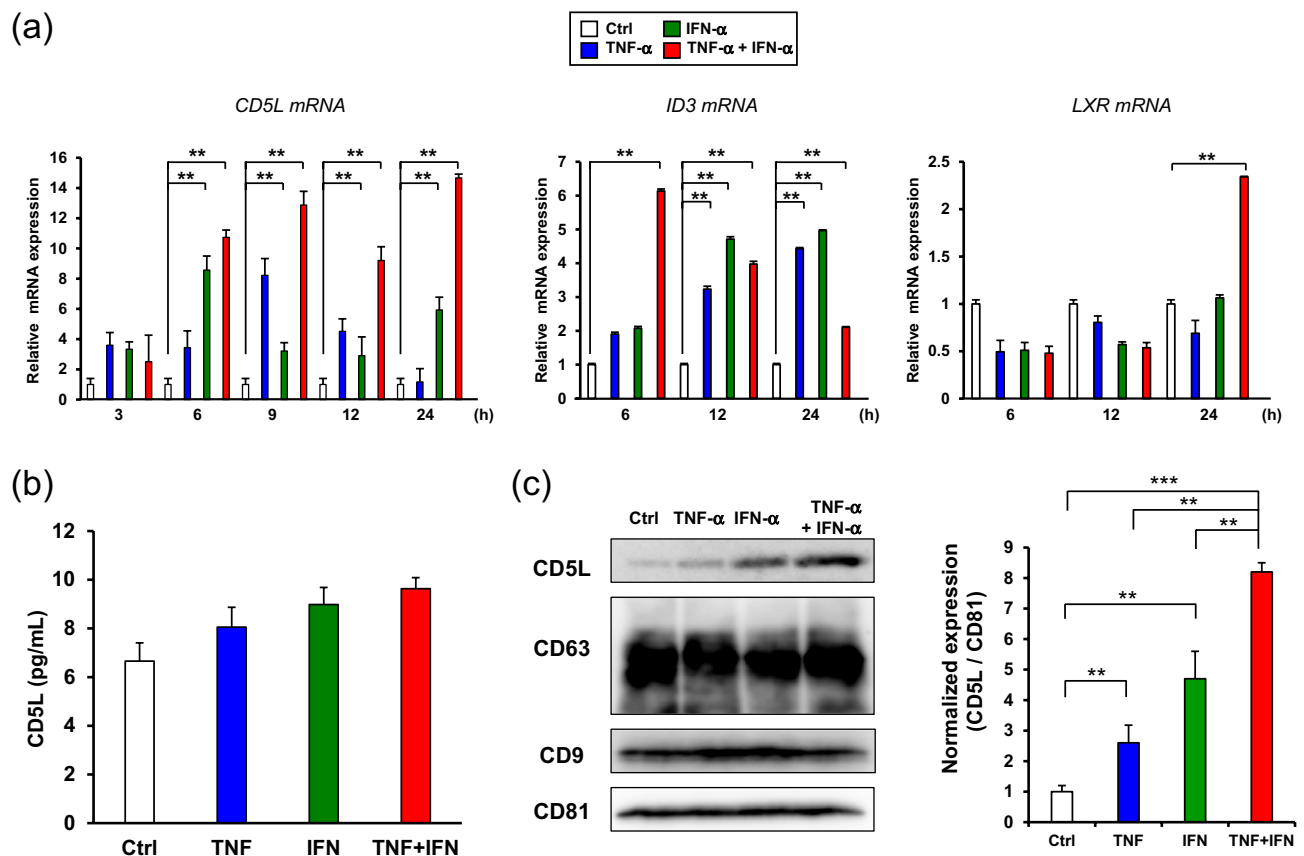 (a)
Ctrl
IFN-α
TNF-α
TNF-α + IFN-α
CD5L mRNA
Relative mRNA expression
16
14
12
10
8
6
4
2
0
**
**
**
**
**
**
**
**
3
6
9
12
24
(h)
ID3 mRNA
Relative mRNA expression
7
6
5
4
3
2
1
0
**
**
**
**
**
**
**
6
12
24
(h)
LXR mRNA
Relative mRNA expression
2.5
2
1.5
1
0.5
0
**
6
12
24
(h)
(b)
CD5L (pg/mL)
12
10
8
6
4
2
0
Ctrl
TNF
IFN
TNF+IFN
(c)
Ctrl
TNF-α
IFN-α
TNF-α
+ IFN-α
CD5L
CD63
CD9
CD81
Normalized expression
(CD5L / CD81)
9
8
7
6
5
4
3
2
1
0
***
**
**
**
**
Ctrl
TNF
IFN
TNF+IFN